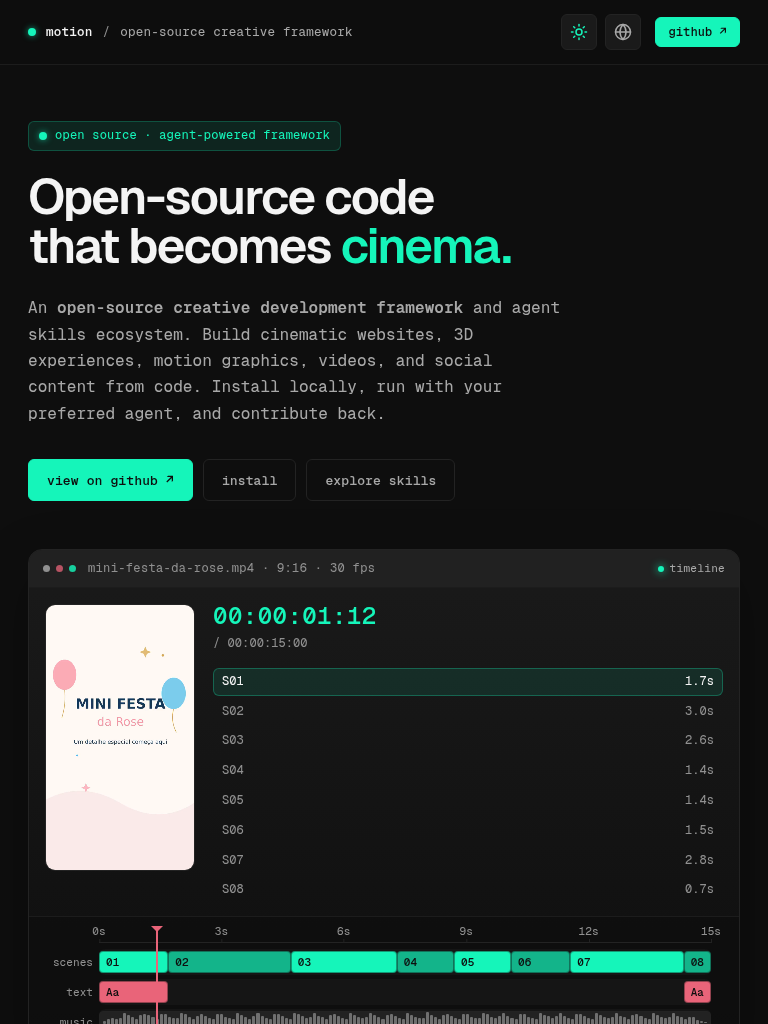 motion / open-source creative framework
github ↗
open source · agent-powered framework
Open-source code
that becomes cinema.
An open-source creative development framework and agent
skills ecosystem. Build cinematic websites, 3D
experiences, motion graphics, videos, and social
content from code. Install locally, run with your
preferred agent, and contribute back.
view on github ↗
install
explore skills
mini-festa-da-rose.mp4 · 9:16 · 30 fps
timeline
MINI FESTA
da Rose
Um detalhe especial começa aqui
00:00:01:12
/ 00:00:15:00
S01 1.7s
S02 3.0s
S03 2.6s
S04 1.4s
S05 1.4s
S06 1.5s
S07 2.8s
S08 0.7s
0s 3s 6s 9s 12s 15s
scenes 01 02 03 04 05 06 07 08
text Aa Aa
music